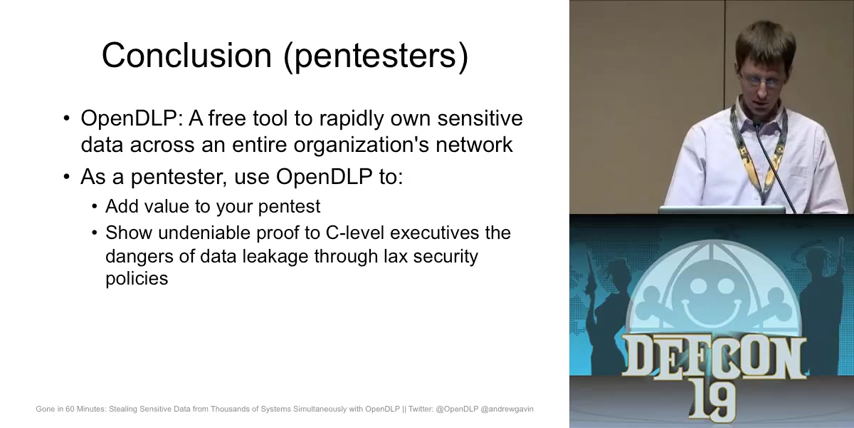 Conclusion (pentesters)
• OpenDLP: A free tool to rapidly own sensitive
data across an entire organization's network
• As a pentester, use OpenDLP to:
• Add value to your pentest
• Show undeniable proof to C-level executives the
dangers of data leakage through lax security
policies
Gone in 60 Minutes: Stealing Sensitive Data from Thousands of Systems Simultaneously with OpenDLP || Twitter: @OpenDLP @andrewgavin
DEFCON
19